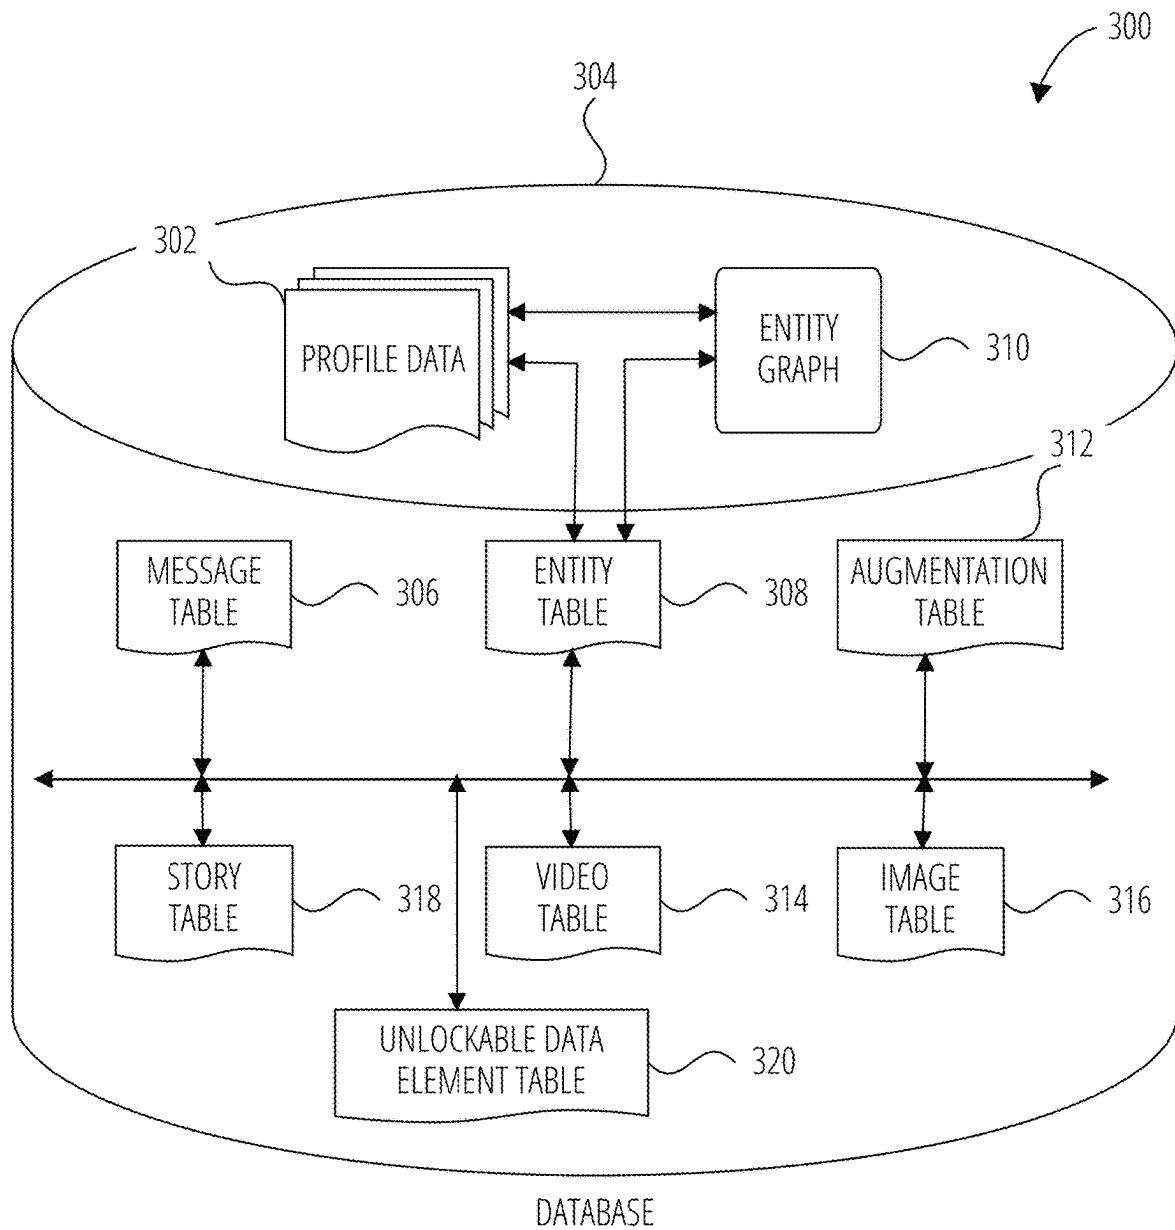 300
304
302
PROFILE DATA
ENTITY
GRAPH
310
312
MESSAGE
TABLE
306
ENTITY
TABLE
308
AUGMENTATION
TABLE
STORY
TABLE
318
VIDEO
TABLE
314
IMAGE
TABLE
316
UNLOCKABLE DATA
ELEMENT TABLE
320
DATABASE